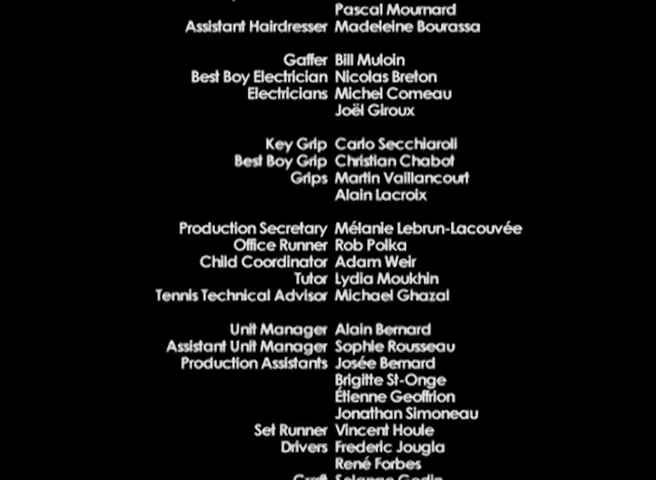 Pascal Mournard
Assistant Hairdresser Madeleine Bourassa
Gaffer Bill Muloin
Best Boy Electrician Nicolas Breton
Electricians Michel Comeau
Joël Giroux
Key Grip Carlo Secchiaroli
Best Boy Grip Christian Chabot
Grips Martin Vaillancourt
Alain Lacroix
Production Secretary Mélanie Lebrun-Lacouvée
Office Runner Rob Polka
Child Coordinator Adam Weir
Tutor Lydia Moukhin
Tennis Technical Advisor Michael Ghazal
Unit Manager Alain Bernard
Assistant Unit Manager Sophie Rousseau
Production Assistants Josée Bernard
Brigitte St-Onge
Étienne Geoffrion
Jonathan Simoneau
Set Runner Vincent Houle
Drivers Frederic Jougla
René Forbes
Craft Solange Godin